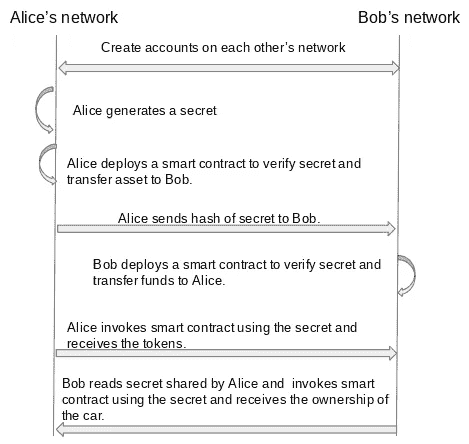 Alice's network
Bob's network
Create accounts on each other's network
Alice generates a secret
Alice deploys a smart contract to verify secret and
transfer asset to Bob.
Alice sends hash of secret to Bob.
Bob deploys a smart contract to verify secret and
transfer funds to Alice.
Alice invokes smart contract using the secret and
receives the tokens.
Bob reads secret shared by Alice and  invokes smart
contract using the secret and receives the ownership of
the car.